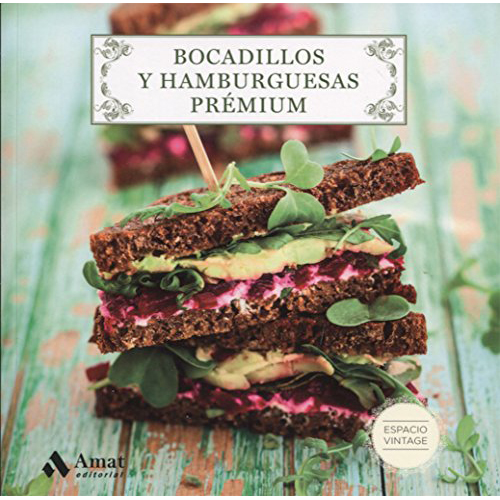 BOCADILLOS
Y HAMBURGUESAS
PRÉMIUM
ESPACIO
VINTAGE
Amat
editorial